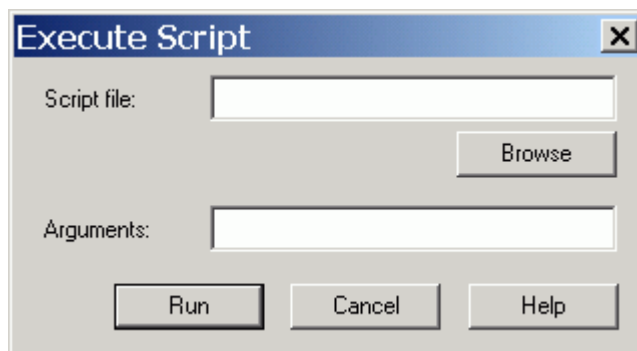 Execute Script
Script file:
Browse
Arguments:
Run Cancel Help